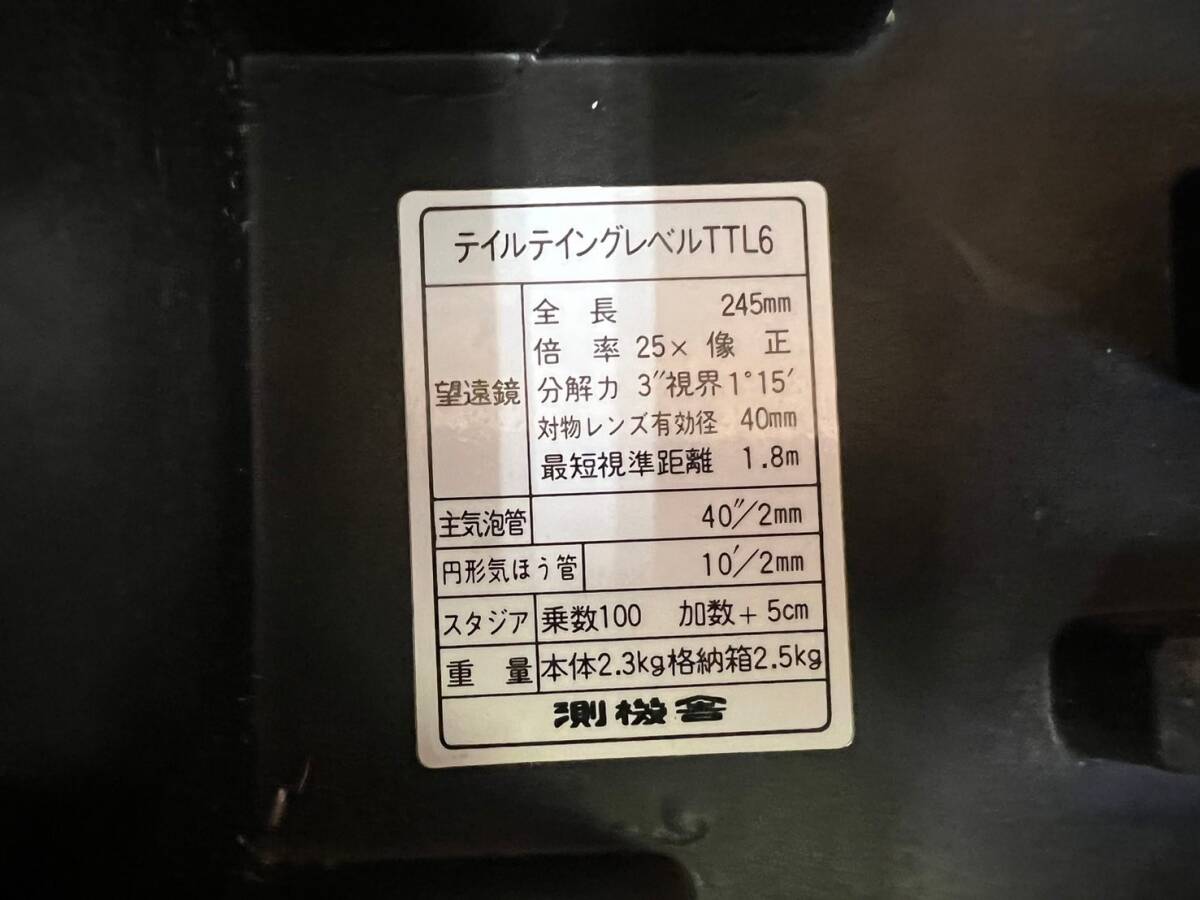 テイルテイングレベルTTL6
望遠鏡
全長 245mm
倍率 25× 像正
分解力 3″視界1°15′
対物レンズ有効径 40mm
最短視準距離 1.8m
主気泡管 40″/2mm
円形気ほう管 10′/2mm
スタジア 乗数100 加数+5cm
重量 本体2.3kg格納箱2.5kg
測機舎